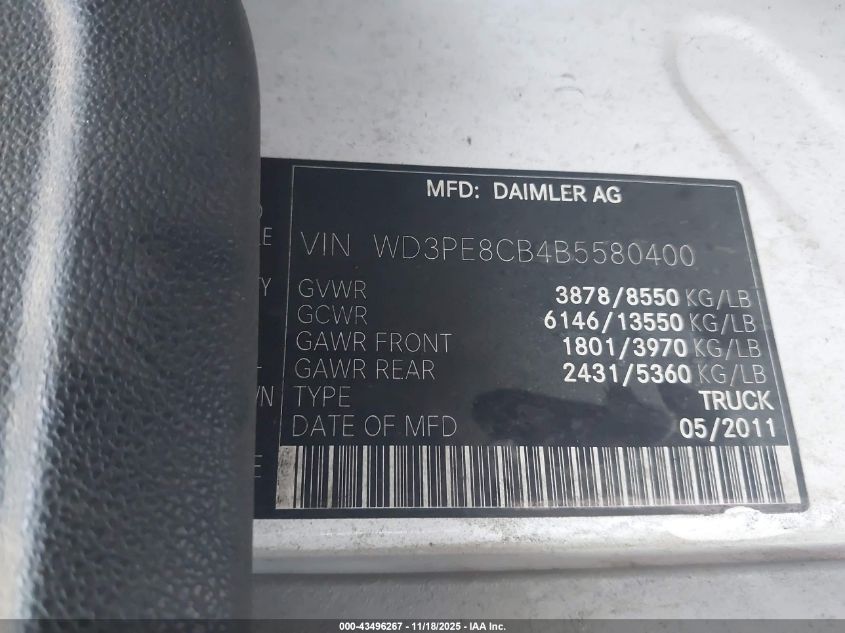 MFD: DAIMLER AG
VIN WD3PE8CB4B5580400
GVWR 3878/8550 KG/LB
GCWR 6146/13550 KG/LB
GAWR FRONT 1801/3970 KG/LB
GAWR REAR 2431/5360 KG/LB
TYPE TRUCK
DATE OF MFD 05/2011
000-43496267 - 11/18/2025 - IAA Inc.